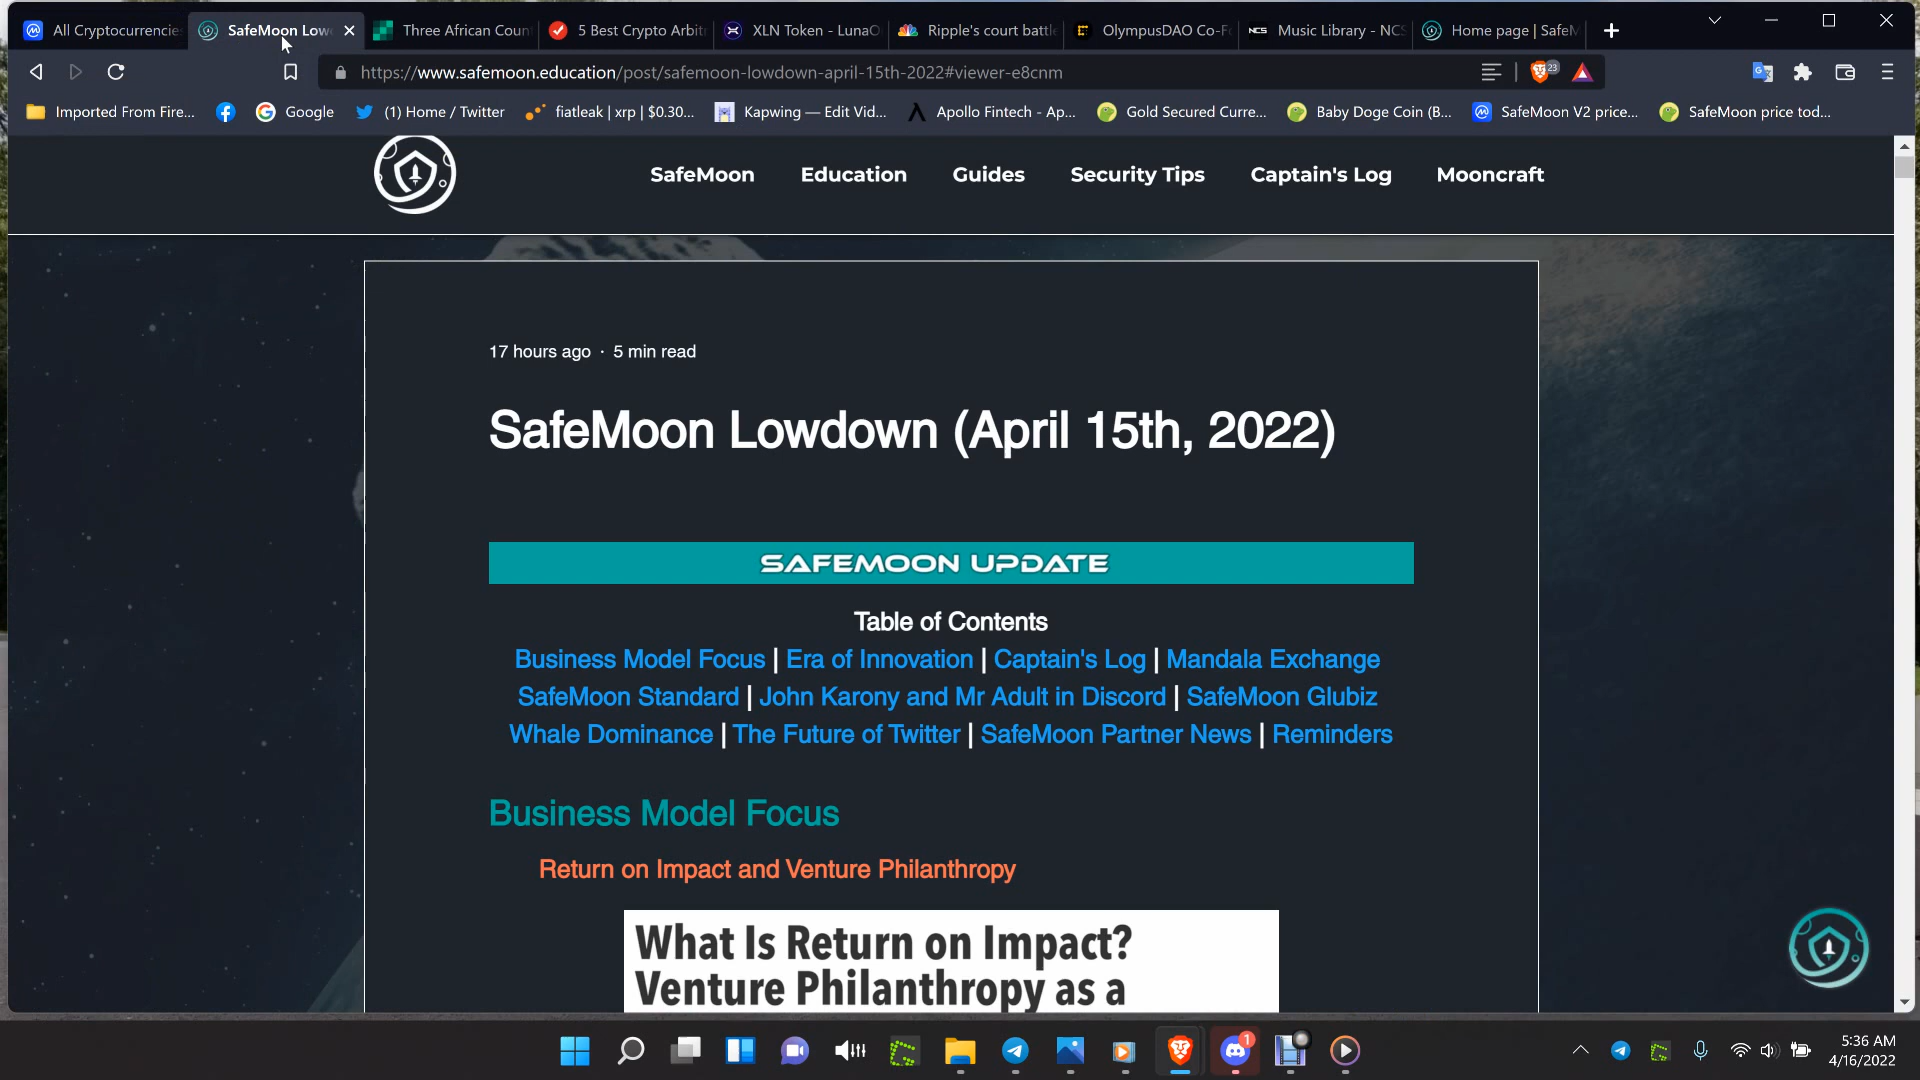 All Cryptocurrencie
SafeMoon Low
Three African Coun
5 Best Crypto Arbit
XLN Token - LunaO
Ripple's court battl
OlympusDAO Co-F
NCS Music Library - NC
Home page | SafeM
https://www.safemoon.education/post/safemoon-lowdown-april-15th-2022#viewer-e8cnm
23
Imported From Fire...
Google
(1) Home / Twitter
fiatleak | xrp | $0.30...
Kapwing — Edit Vid...
Apollo Fintech - Ap...
Gold Secured Curre...
Baby Doge Coin (B...
SafeMoon V2 price...
SafeMoon price tod...
SafeMoon Education Guides Security Tips Captain's Log Mooncraft
17 hours ago · 5 min read
SafeMoon Lowdown (April 15th, 2022)
SAFEMOON UPDATE
Table of Contents
Business Model Focus | Era of Innovation | Captain's Log | Mandala Exchange
SafeMoon Standard | John Karony and Mr Adult in Discord | SafeMoon Glubiz
Whale Dominance | The Future of Twitter | SafeMoon Partner News | Reminders
Business Model Focus
Return on Impact and Venture Philanthropy
What Is Return on Impact?
Venture Philanthropy as a
1
5:36 AM
4/16/2022